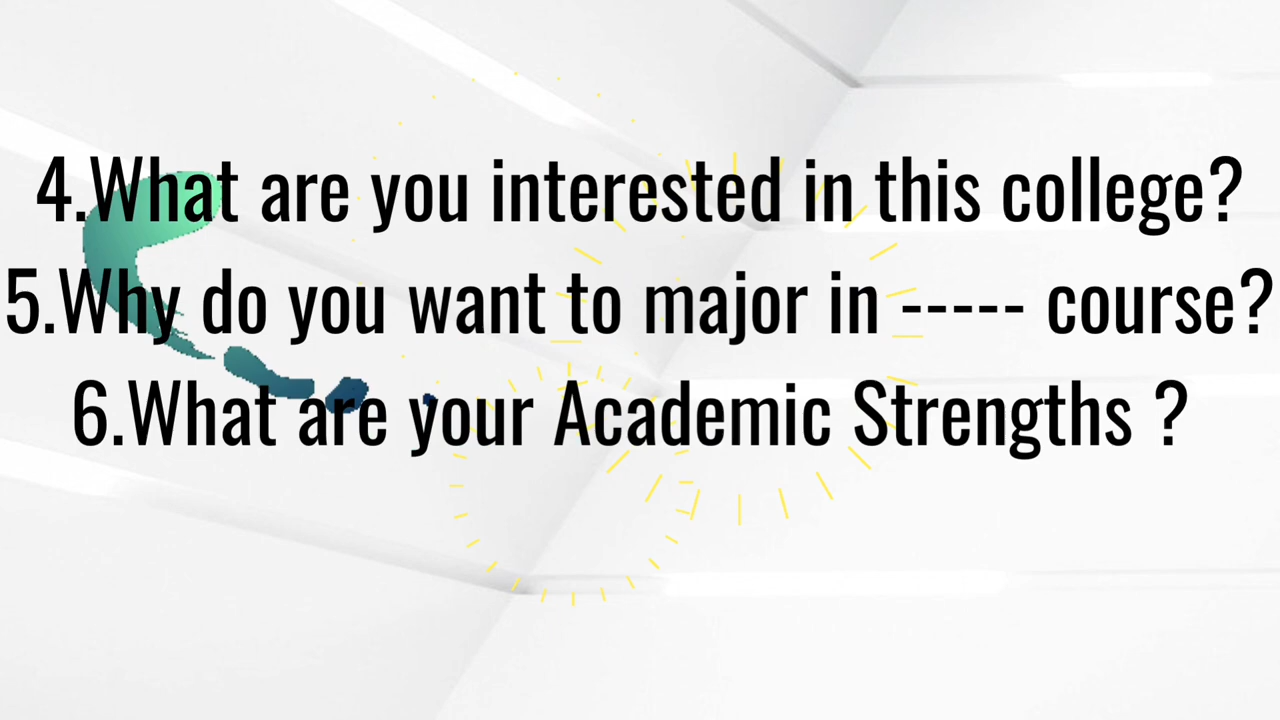 4.What are you interested in this college?
5.Why do you want to major in ----- course?
6.What are your Academic Strengths ?